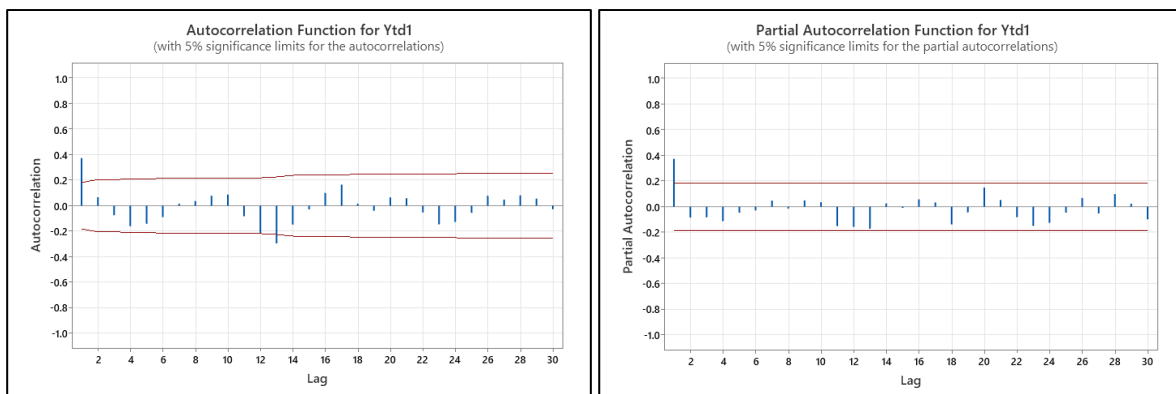 Autocorrelation Function for Ytd1
(with 5% significance limits for the autocorrelations)
1.0
0.8
0.6
0.4
0.2
0.0
-0.2
-0.4
-0.6
-0.8
-1.0
Autocorrelation
2 4 6 8 10 12 14 16 18 20 22 24 26 28 30
Lag
Partial Autocorrelation Function for Ytd1
(with 5% significance limits for the partial autocorrelations)
1.0
0.8
0.6
0.4
0.2
0.0
-0.2
-0.4
-0.6
-0.8
-1.0
Partial Autocorrelation
2 4 6 8 10 12 14 16 18 20 22 24 26 28 30
Lag